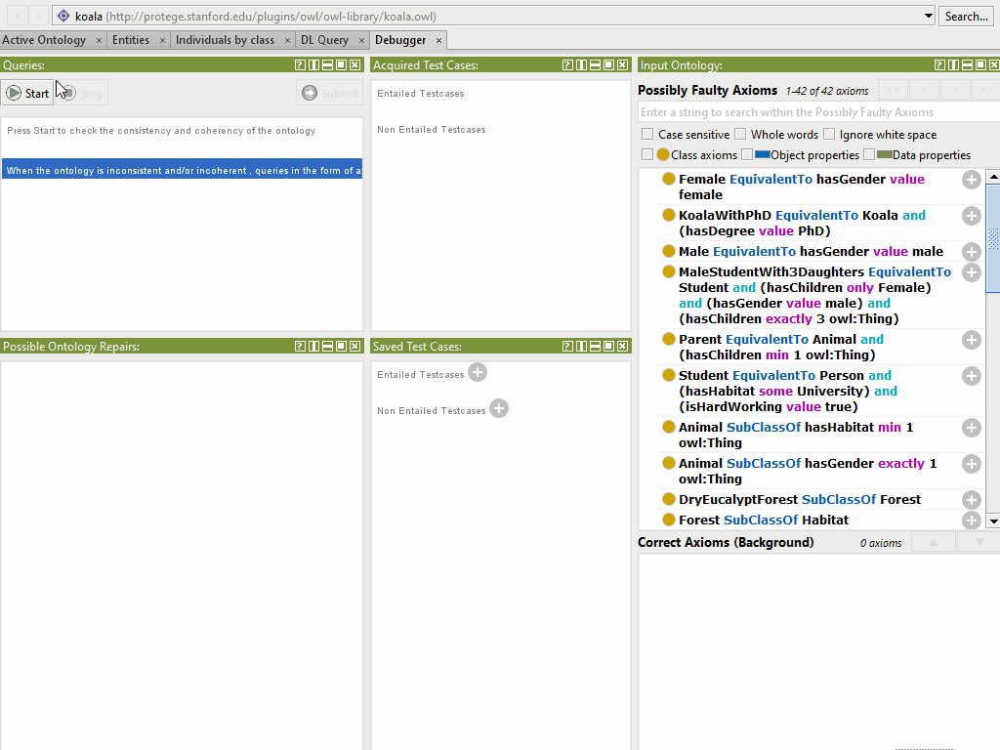 koala (http://protege.stanford.edu/plugins/owl/owl-library/koala.owl)
Search...
Active Ontology × Entities × Individuals by class × DL Query × Debugger ×
Queries:
Start
Stop
Submit
Press Start to check the consistency and coherency of the ontology
When the ontology is inconsistent and/or incoherent , queries in the form of
Possible Ontology Repairs:
Acquired Test Cases:
Entailed Testcases
Non Entailed Testcases
Saved Test Cases:
Entailed Testcases
Non Entailed Testcases
Input Ontology:
Possibly Faulty Axioms 1-42 of 42 axioms << < > >>
Enter a string to search within the Possibly Faulty Axioms
Case sensitive Whole words Ignore white space
Class axioms Object properties Data properties
Female EquivalentTo hasGender value
female
KoalaWithPhD EquivalentTo Koala and
(hasDegree value PhD)
Male EquivalentTo hasGender value male
MaleStudentWith3Daughters EquivalentTo
Student and (hasChildren only Female)
and (hasGender value male) and
(hasChildren exactly 3 owl:Thing)
Parent EquivalentTo Animal and
(hasChildren min 1 owl:Thing)
Student EquivalentTo Person and
(hasHabitat some University) and
(isHardWorking value true)
Animal SubClassOf hasHabitat min 1
owl:Thing
Animal SubClassOf hasGender exactly 1
owl:Thing
DryEucalyptForest SubClassOf Forest
Forest SubClassOf Habitat
Correct Axioms (Background) 0 axioms